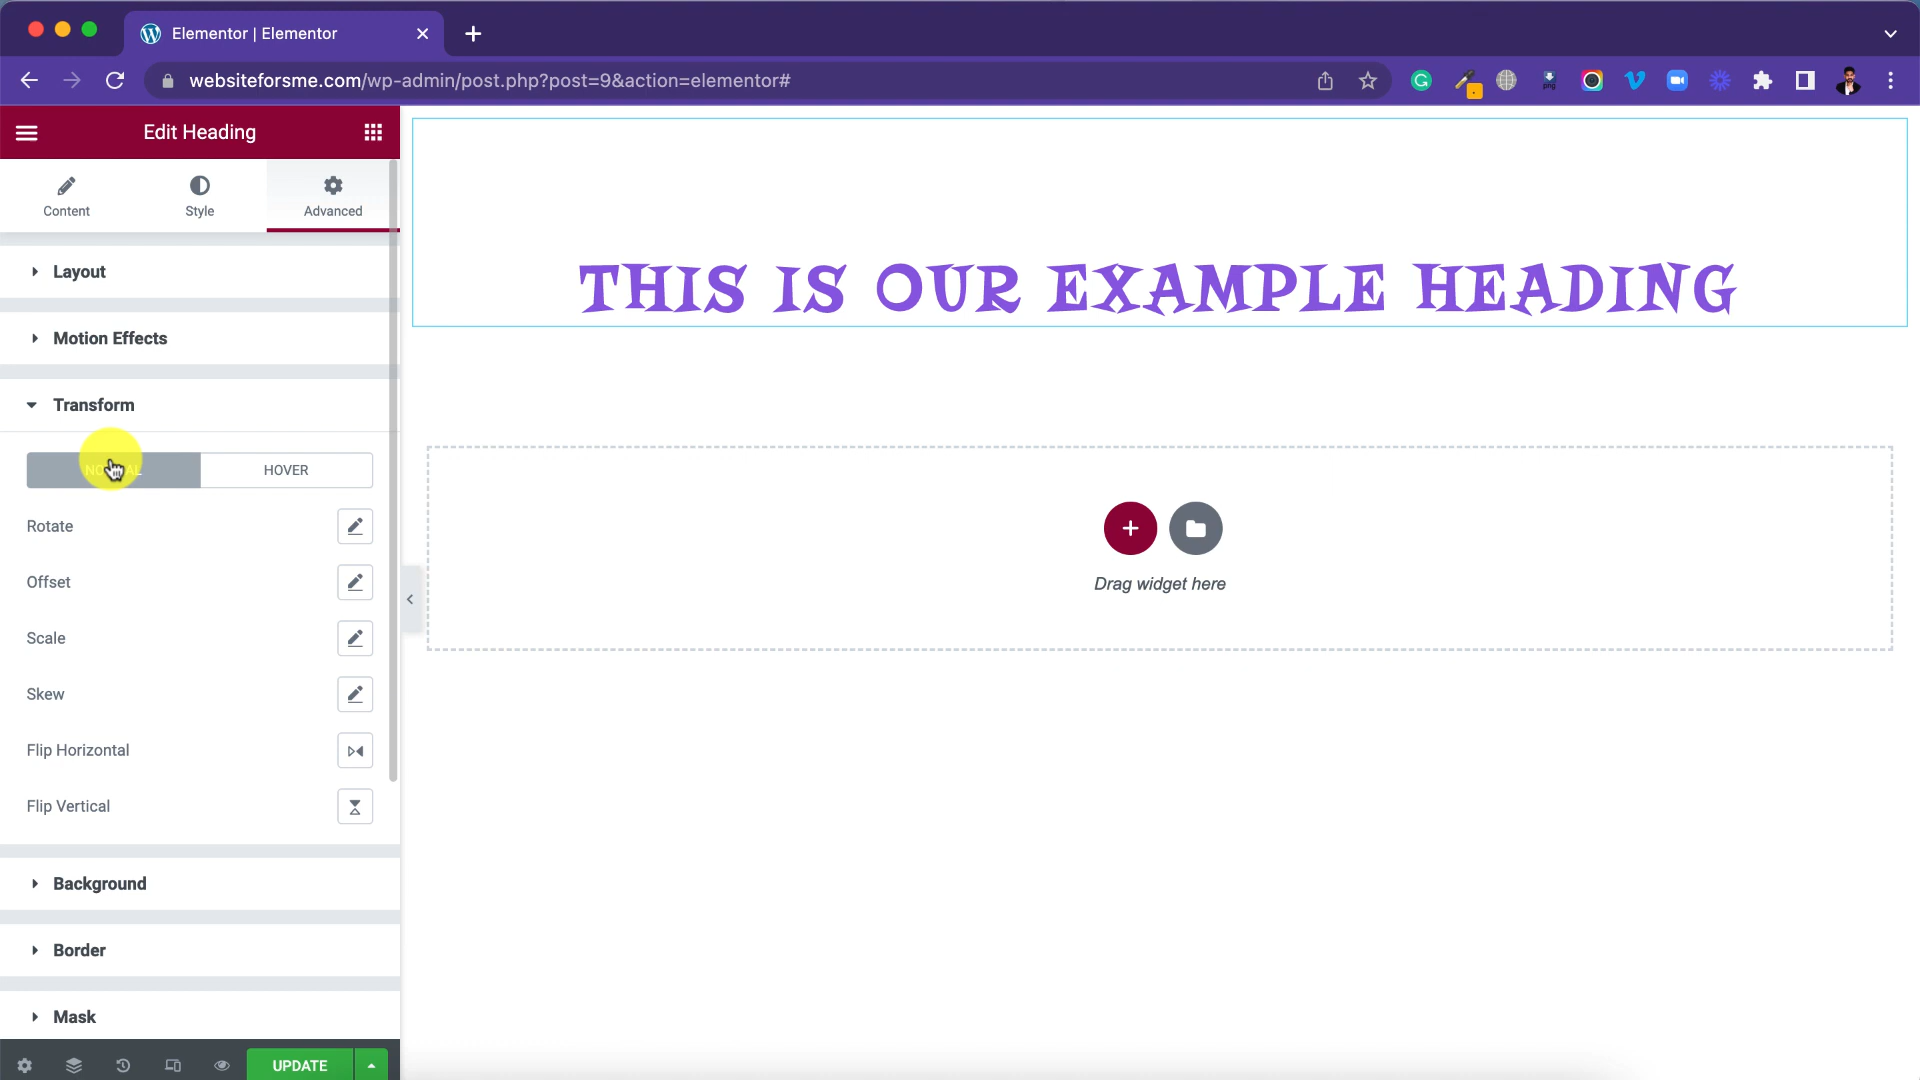 Elementor | Elementor
websiteforsme.com/wp-admin/post.php?post=9&action=elementor#
Edit Heading
Content
Style
Advanced
Layout
Motion Effects
Transform
HOVER
Rotate
Offset
Scale
Skew
Flip Horizontal
Flip Vertical
Background
Border
Mask
UPDATE
THIS IS OUR EXAMPLE HEADING
Drag widget here